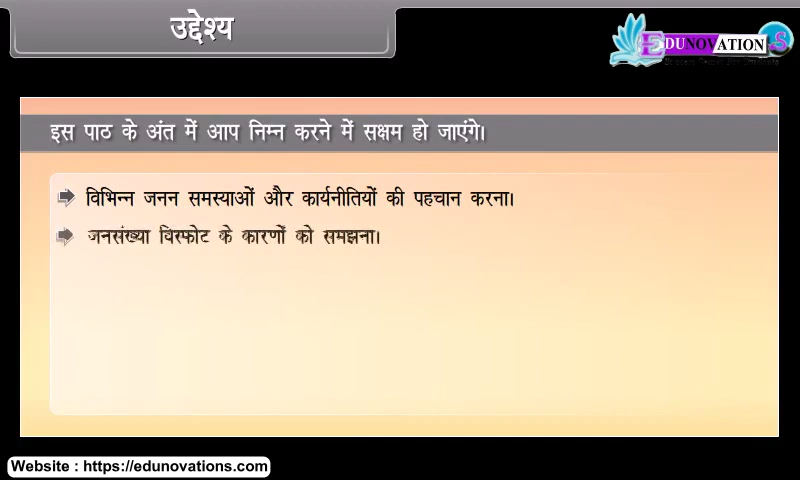 उद्देश्य
EDUNOVATION S
इस पाठ के अंत में आप निम्न करने में सक्षम हो जाएंगे।
विभिन्न जनन समस्याओं और कार्यनीतियों की पहचान करना।
जनसंख्या विस्फोट के कारणों को समझना।
Website : https://edunovations.com